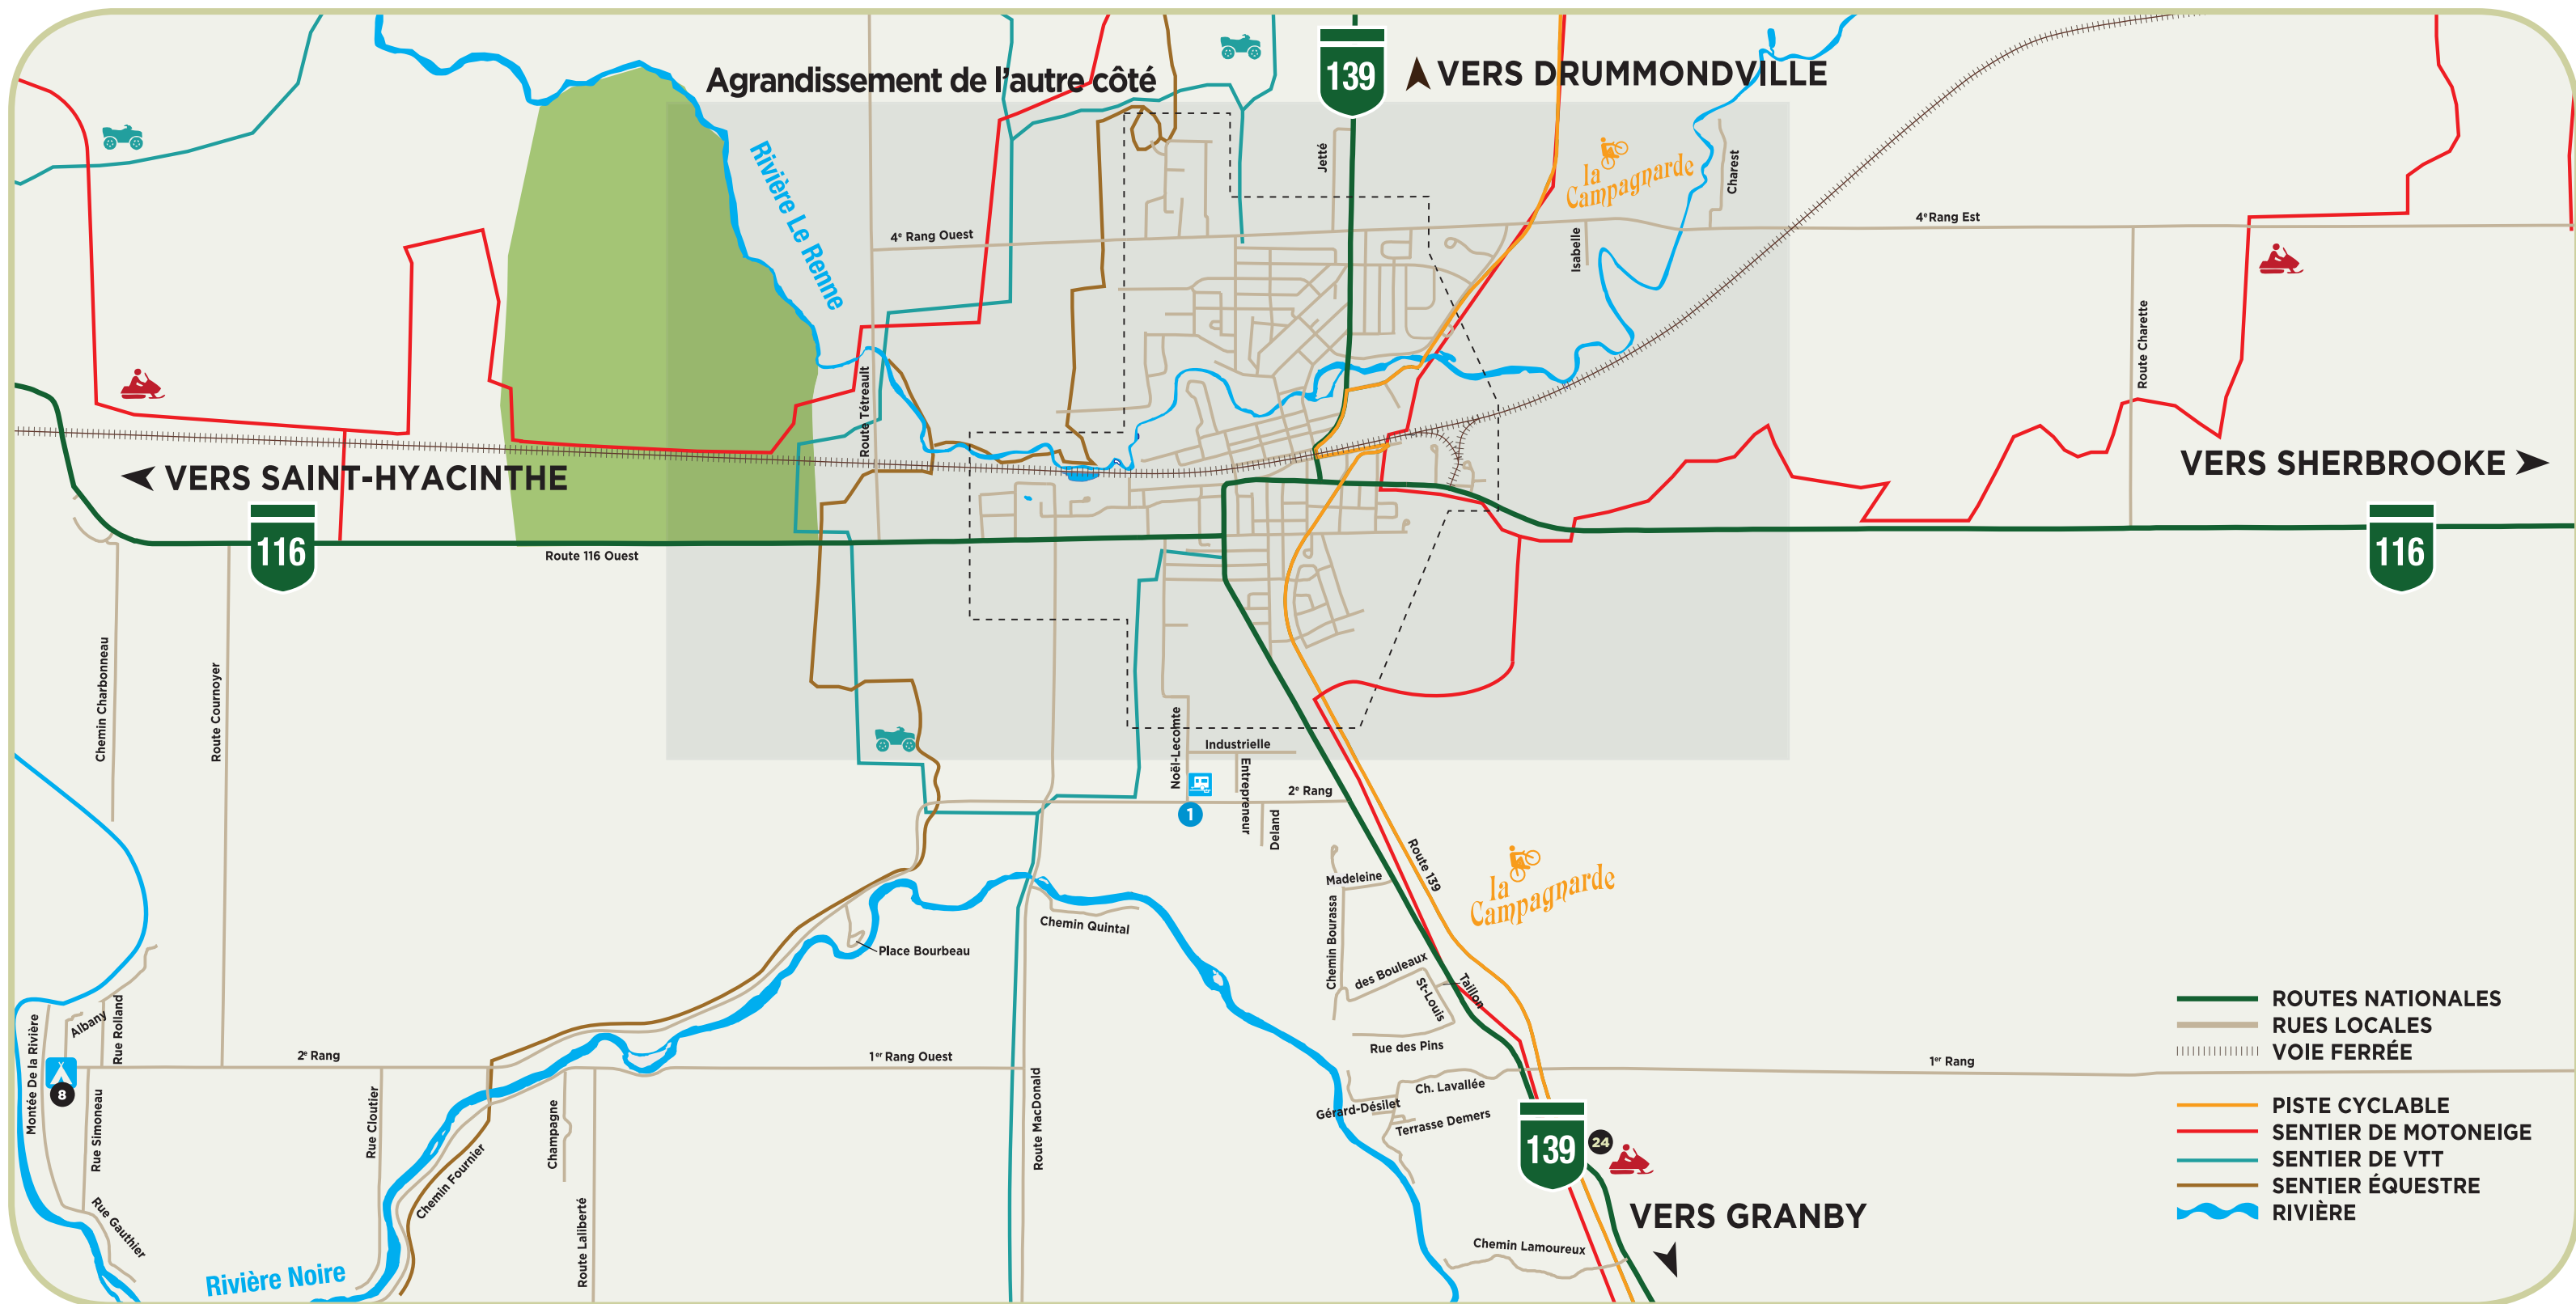 Agrandissement de l'autre côté
139
VERS DRUMMONDVILLE
Rivière Le Renne
Jetté
la
Campagnarde
Charest
4e Rang Ouest
Isabelle
4e Rang Est
Route Charette
Route Tétreault
VERS SAINT-HYACINTHE
VERS SHERBROOKE
116
Route 116 Ouest
116
Chemin Charbonneau
Route Cournoyer
Noël-Lecomte
Industrielle
Entrepreneur
2e Rang
1
Deland
Route 139
Madeleine
la
Campagnarde
Chemin Bourassa
Chemin Quintal
Place Bourbeau
des Bouleaux
St-Louis
Taillon
Rue des Pins
Albany
Rue Rolland
Montée De la Rivière
8
2e Rang
1er Rang Ouest
1er Rang
Rue Simoneau
Rue Cloutier
Champagne
Route MacDonald
Ch. Lavallée
Gérard-Désilet
Terrasse Demers
139
24
Rue Gauthier
Chemin Fournier
Route Laliberté
VERS GRANBY
Chemin Lamoureux
Rivière Noire
ROUTES NATIONALES
RUES LOCALES
VOIE FERRÉE
PISTE CYCLABLE
SENTIER DE MOTONEIGE
SENTIER DE VTT
SENTIER ÉQUESTRE
RIVIÈRE